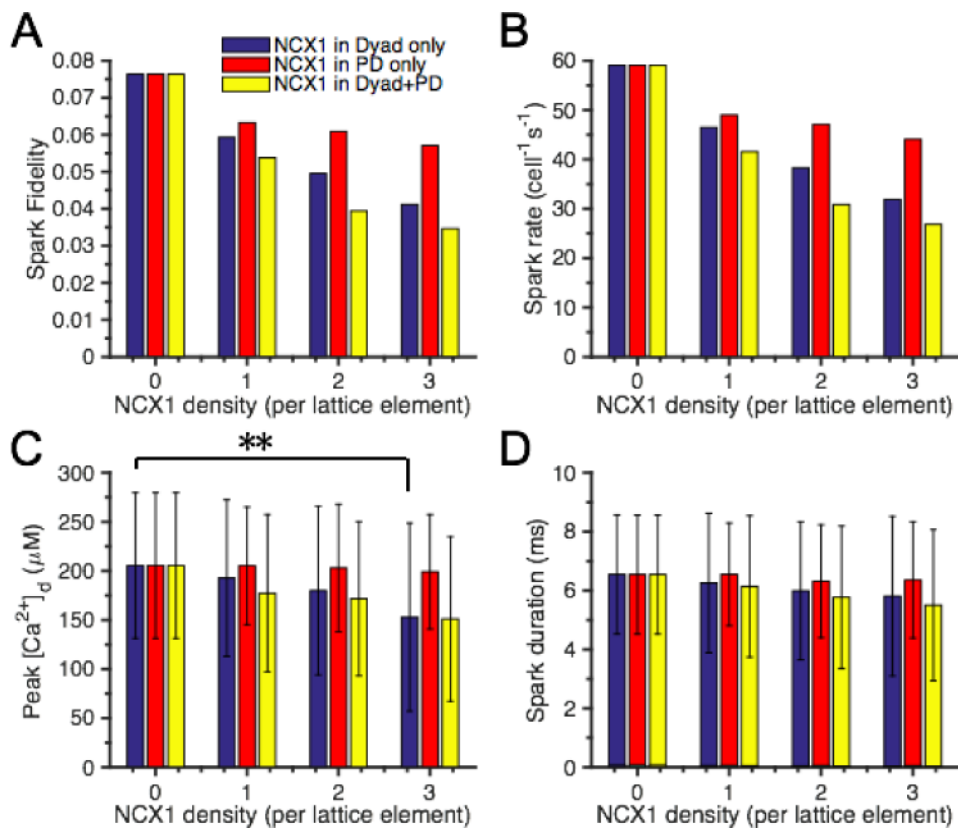 A
NCX1 in Dyad only
NCX1 in PD only
NCX1 in Dyad+PD
0.08
0.07
0.06
0.05
0.04
0.03
0.02
0.01
0
Spark Fidelity
0 1 2 3
NCX1 density (per lattice element)
B
60
50
40
30
20
10
0
Spark rate (cell⁻¹ s⁻¹)
0 1 2 3
NCX1 density (per lattice element)
C
**
300
250
200
150
100
50
0
Peak [Ca²⁺]d (μM)
0 1 2 3
NCX1 density (per lattice element)
D
10
8
6
4
2
0
Spark duration (ms)
0 1 2 3
NCX1 density (per lattice element)